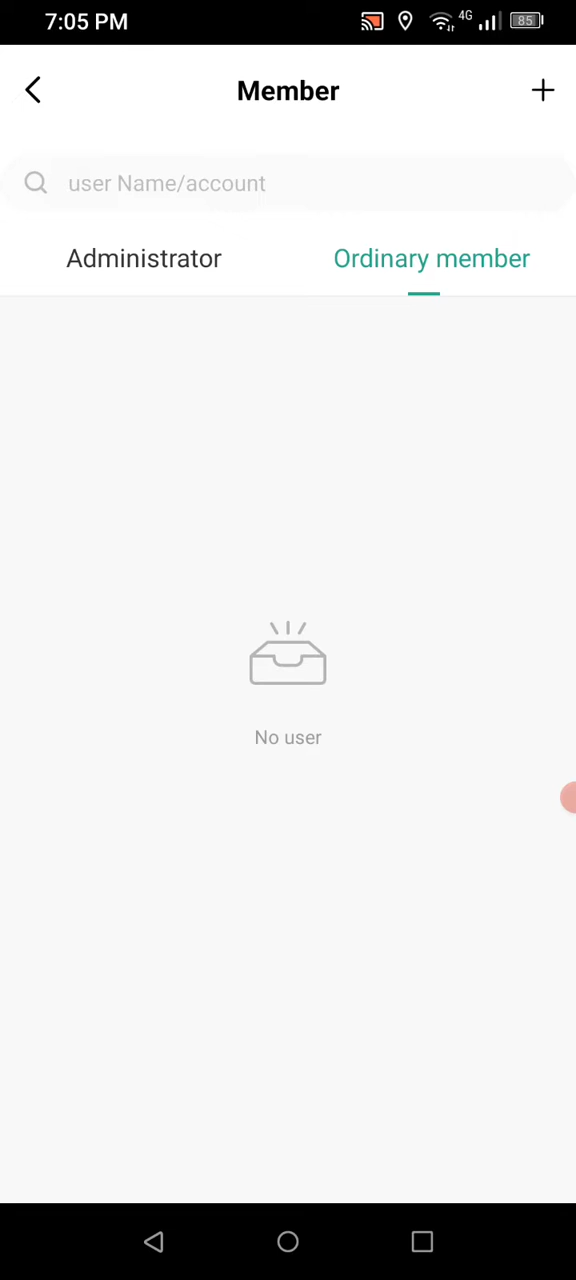 7:05 PM
4G
85
Member
user Name/account
Administrator
Ordinary member
No user